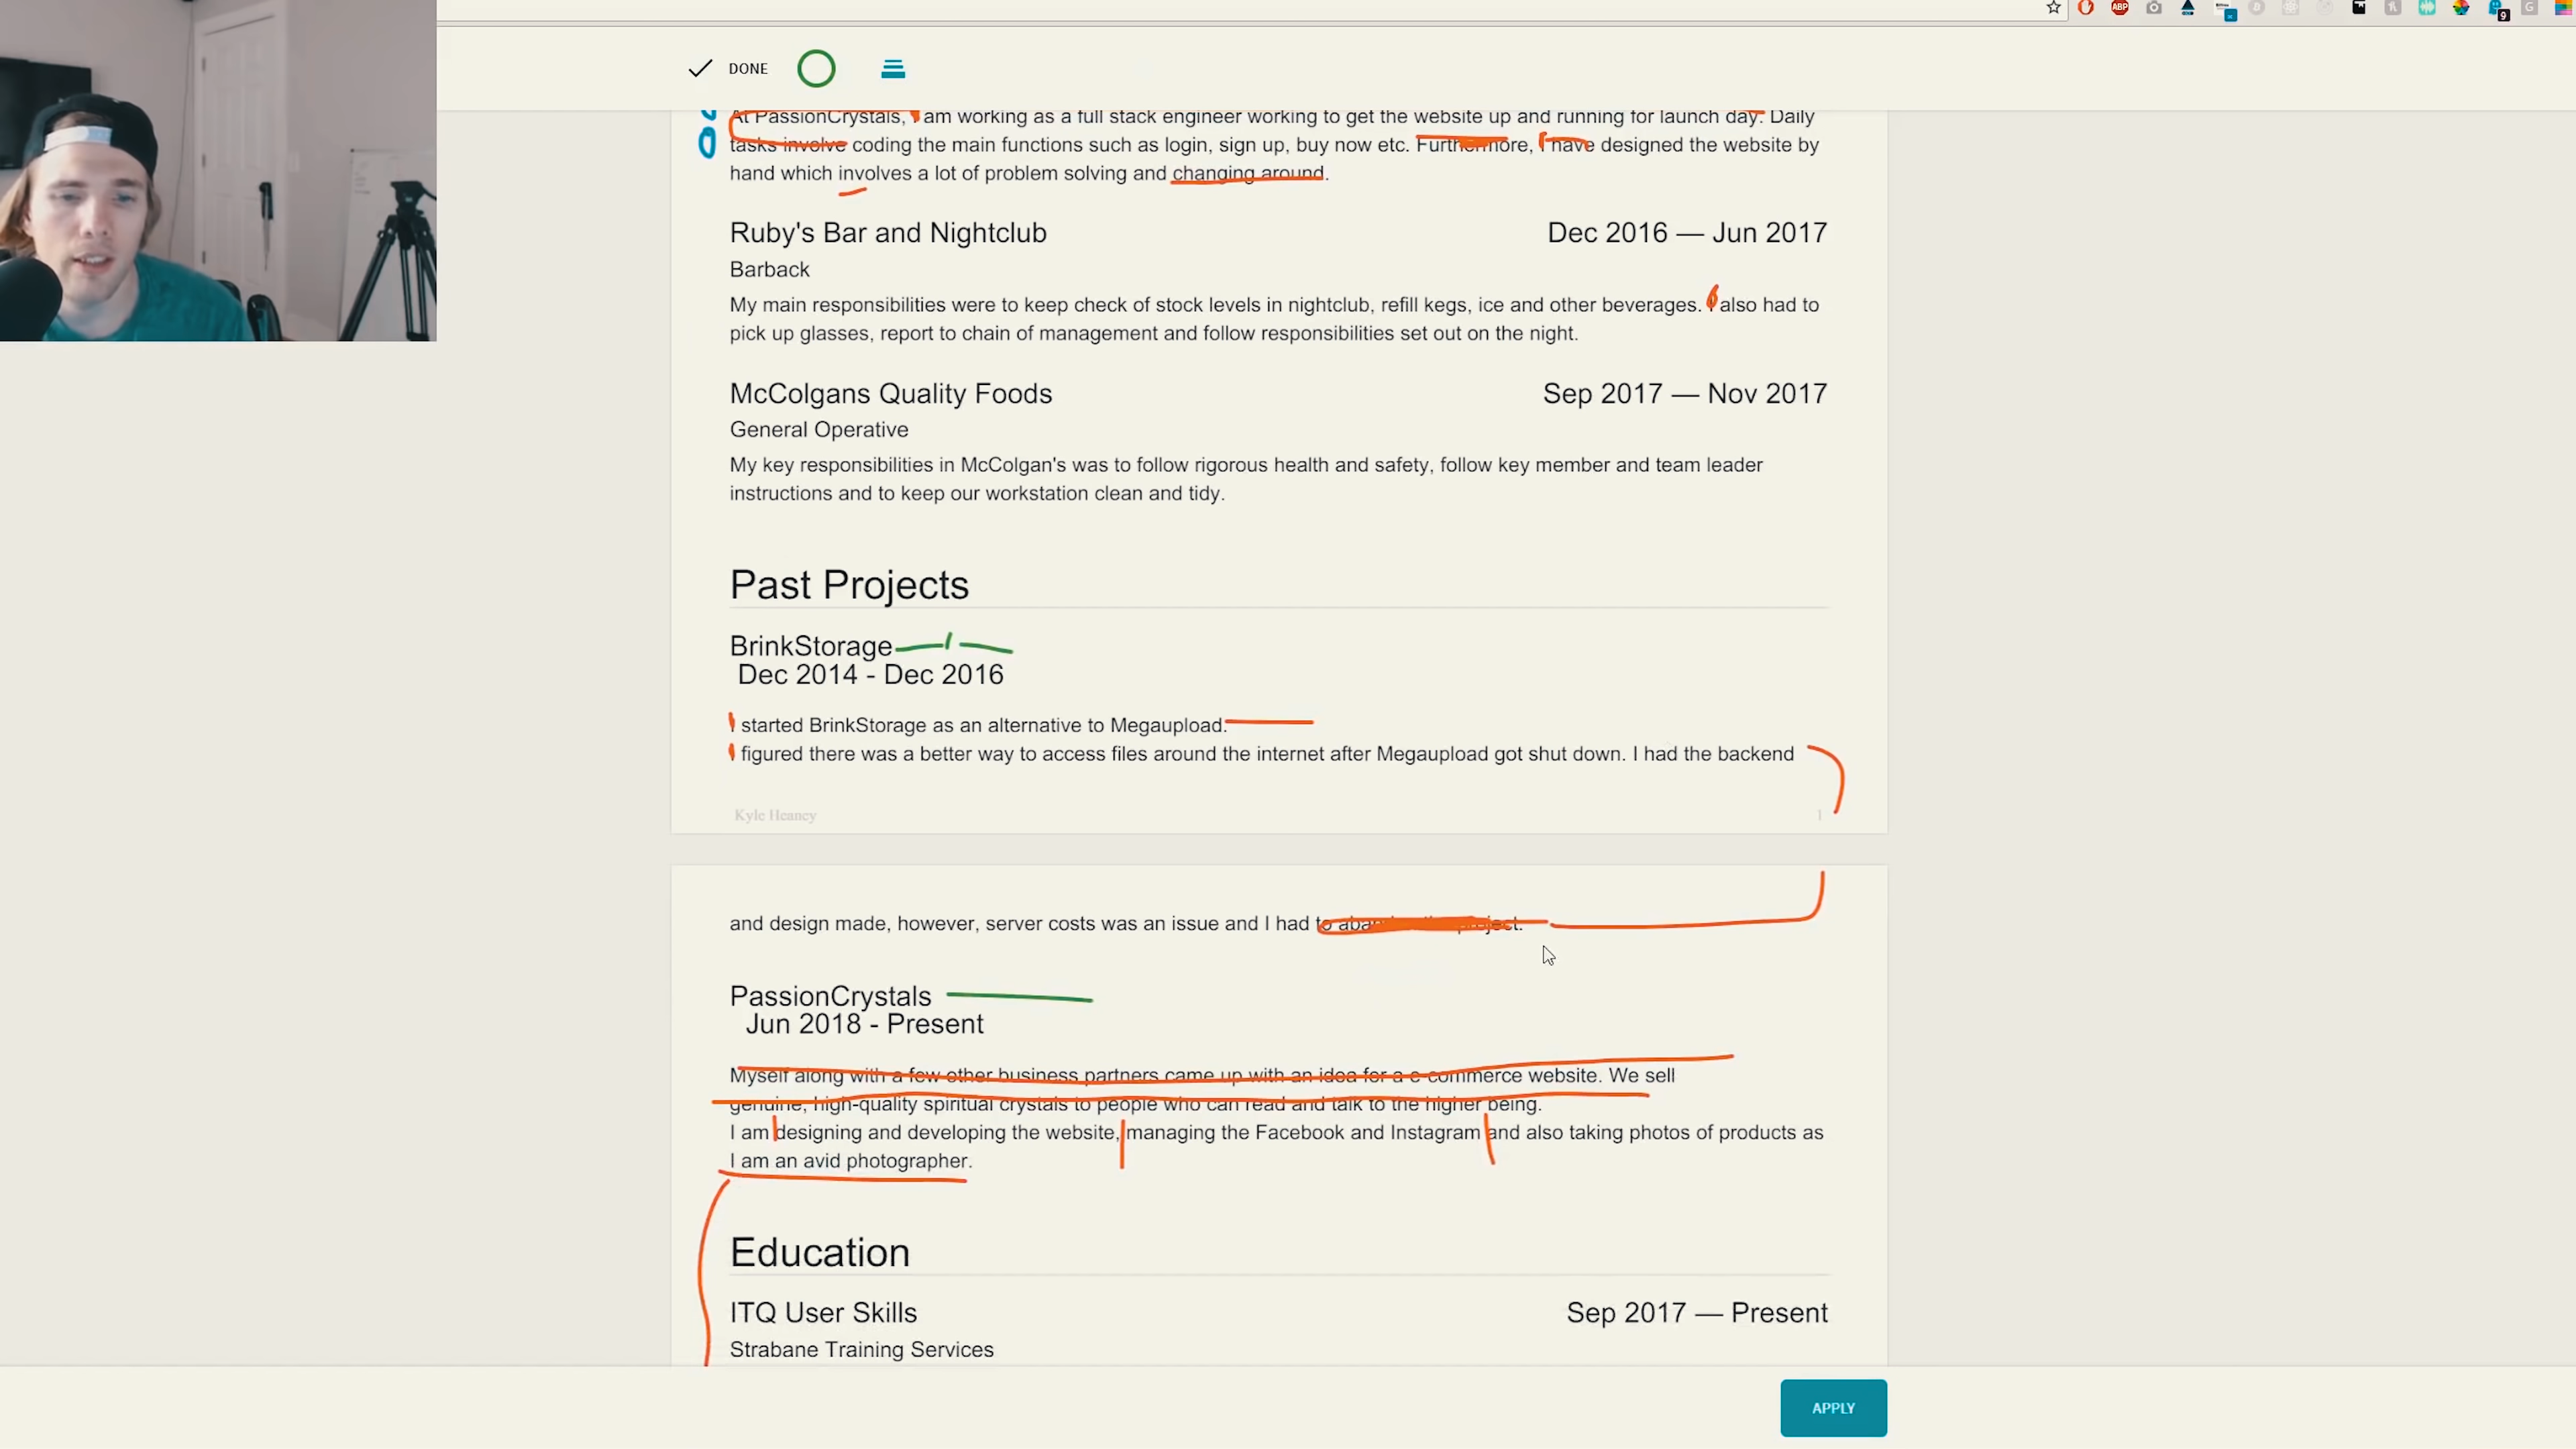 DONE
At PassionCrystals, I am working as a full stack engineer working to get the website up and running for launch day. Daily
tasks involve coding the main functions such as login, sign up, buy now etc. Furthermore, I have designed the website by
hand which involves a lot of problem solving and changing around.
Ruby's Bar and Nightclub
Dec 2016 — Jun 2017
Barback
My main responsibilities were to keep check of stock levels in nightclub, refill kegs, ice and other beverages. I also had to
pick up glasses, report to chain of management and follow responsibilities set out on the night.
McColgans Quality Foods
Sep 2017 — Nov 2017
General Operative
My key responsibilities in McColgan's was to follow rigorous health and safety, follow key member and team leader
instructions and to keep our workstation clean and tidy.
Past Projects
BrinkStorage
Dec 2014 - Dec 2016
I started BrinkStorage as an alternative to Megaupload.
I figured there was a better way to access files around the internet after Megaupload got shut down. I had the backend
Kyle Heaney
1
and design made, however, server costs was an issue and I had to
PassionCrystals
Jun 2018 - Present
Myself along with a few other business partners came up with an idea for a e-commerce website. We sell
genuine, high-quality spiritual crystals to people who can read and talk to the higher being.
I am designing and developing the website, managing the Facebook and Instagram and also taking photos of products as
I am an avid photographer.
Education
ITQ User Skills
Sep 2017 — Present
Strabane Training Services
APPLY
ABP
9